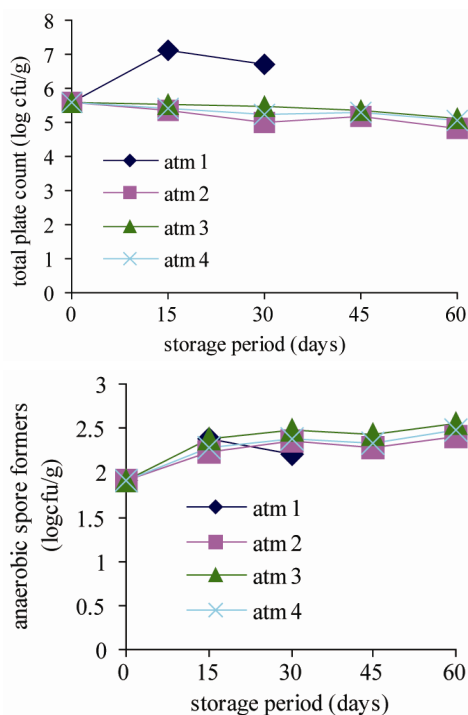 total plate count (log cfu/g)
8
7
6
5
4
3
2
1
0
atm 1
atm 2
atm 3
atm 4
0 15 30 45 60
storage period (days)
anaerobic spore formers
(logcfu/g)
3
2.5
2
1.5
1
0.5
0
atm 1
atm 2
atm 3
atm 4
0 15 30 45 60
storage period (days)